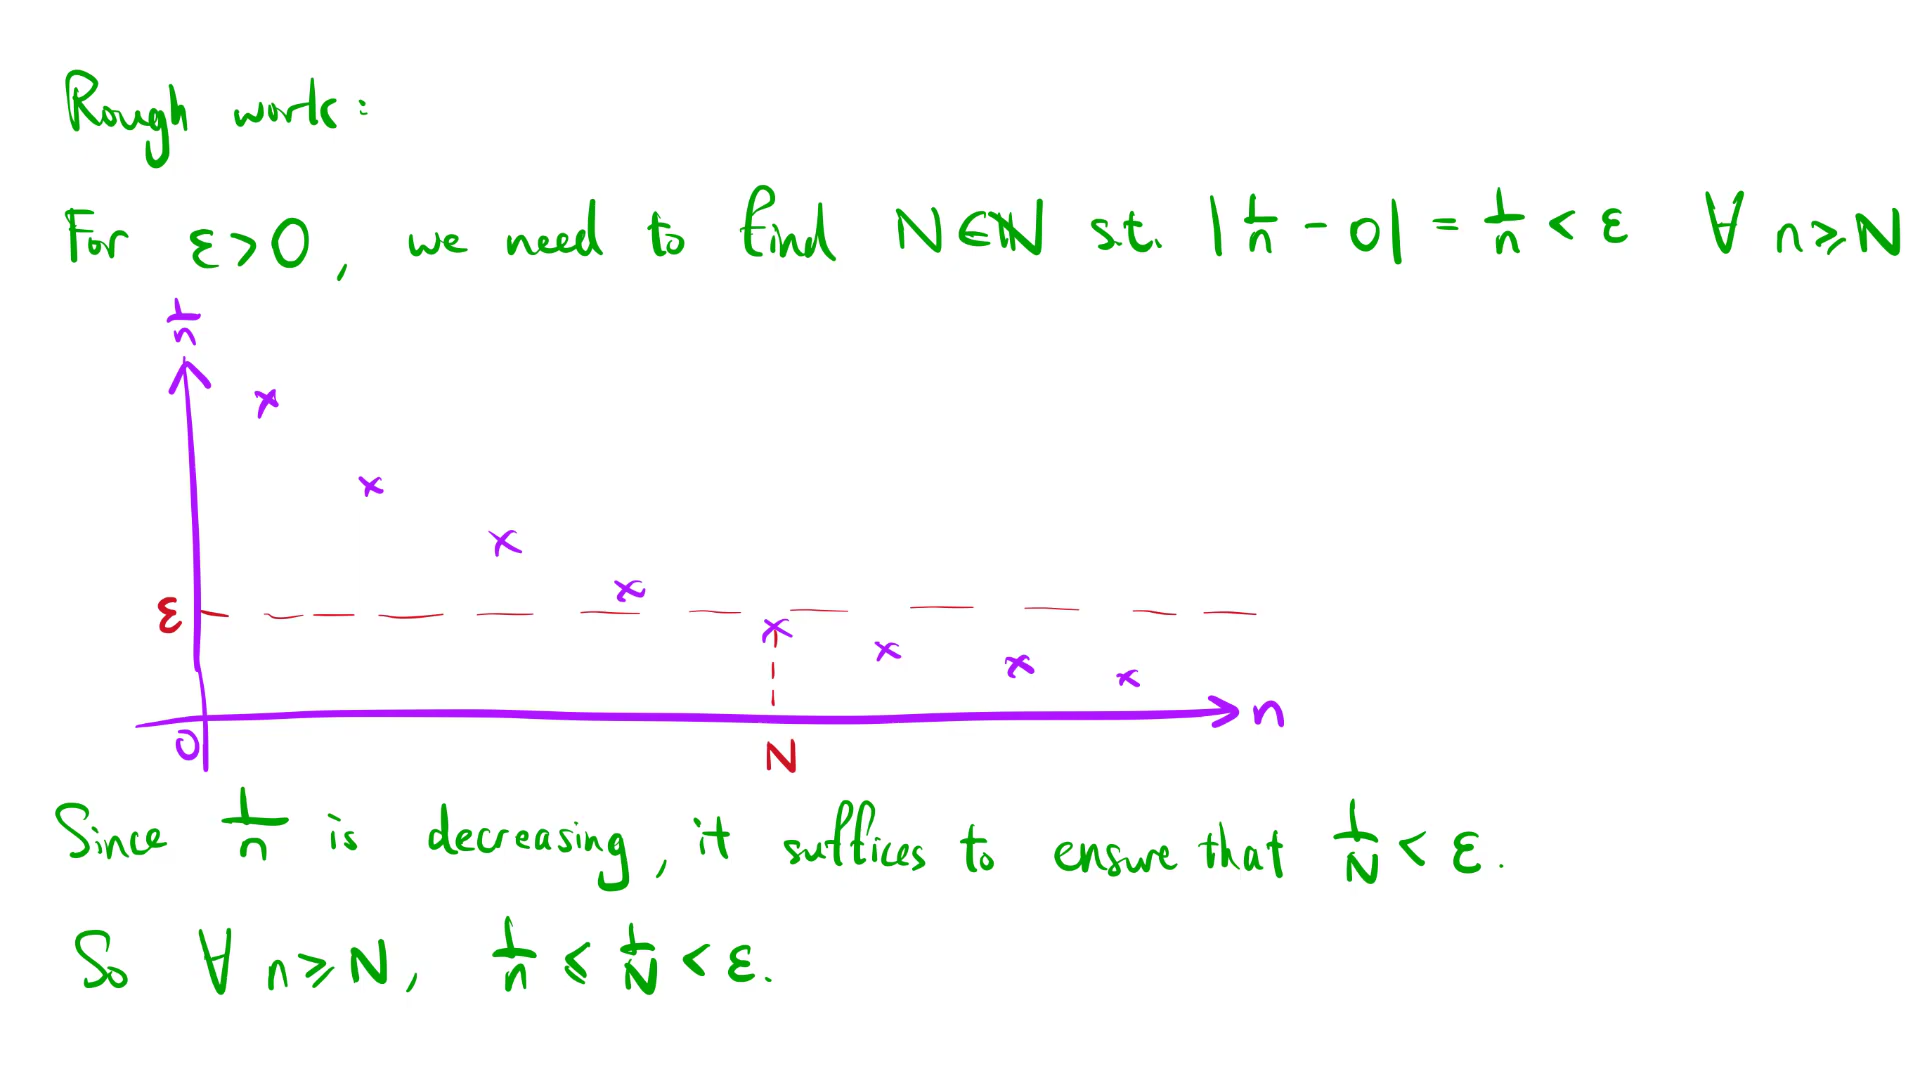 Rough work:
For ε>0, we need to find N∈ℕ s.t. |1/n - 0| = 1/n < ε ∀ n⩾N
1/n
ε
0
N
n
Since 1/n is decreasing, it suffices to ensure that 1/N < ε.
So ∀ n⩾N, 1/n ⩽ 1/N < ε.